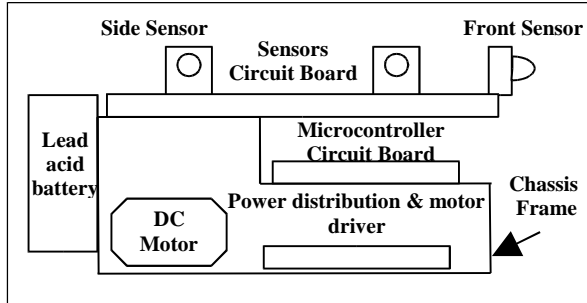 Side Sensor
Front Sensor
Sensors
Circuit Board
Lead
acid
battery
Microcontroller
Circuit Board
Chassis
Frame
Power distribution & motor
driver
DC
Motor